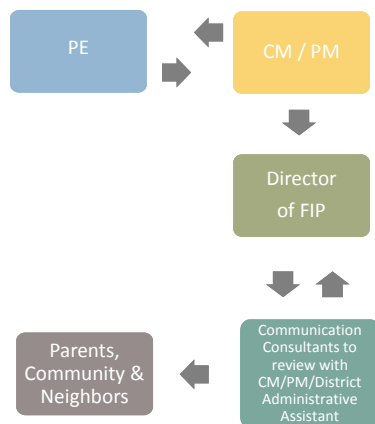 PE
CM / PM
Director
of FIP
Communication
Consultants to
review with
CM/PM/District
Administrative
Assistant
Parents,
Community &
Neighbors